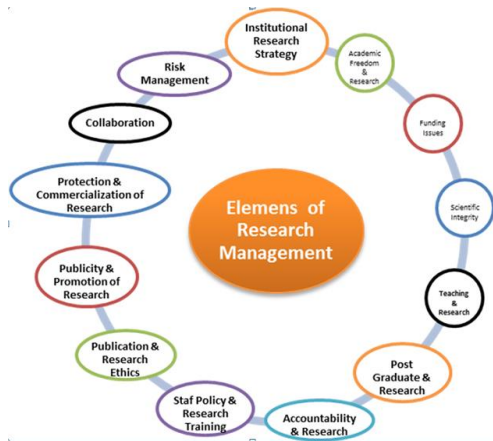 Institutional
Research
Strategy
Academic
Freedom
&
Research
Funding
Issues
Scientific
Integrity
Teaching
&
Research
Post
Graduate &
Research
Accountability
& Research
Staf Policy &
Research
Training
Publication &
Research
Ethics
Publicity &
Promotion of
Research
Protection &
Commercialization of
Research
Collaboration
Risk
Management
Elemens of
Research
Management